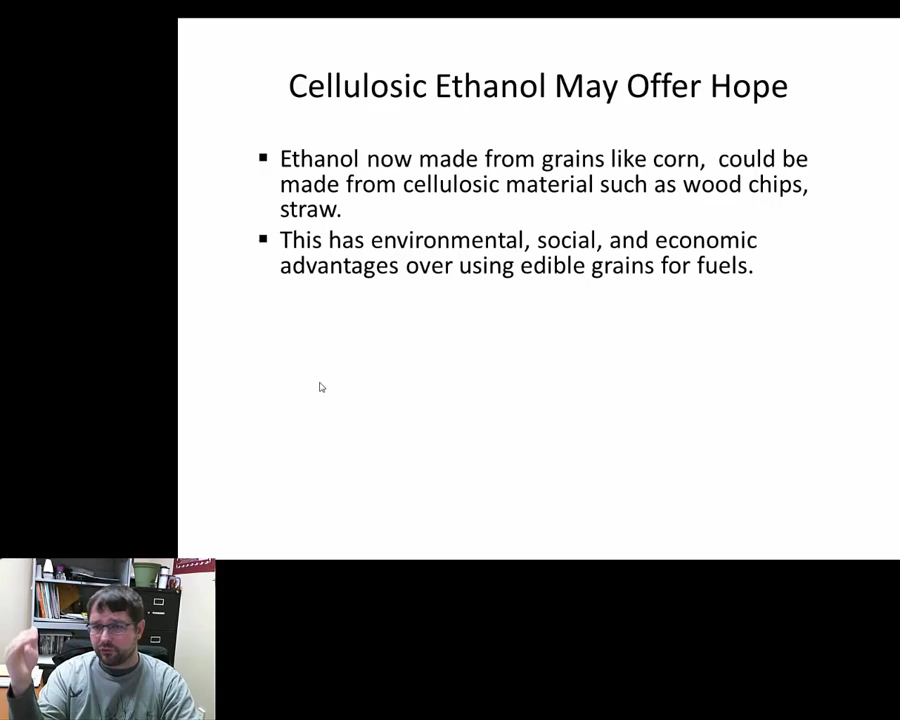 Cellulosic Ethanol May Offer Hope
▪ Ethanol now made from grains like corn,  could be
made from cellulosic material such as wood chips,
straw.
▪ This has environmental, social, and economic
advantages over using edible grains for fuels.